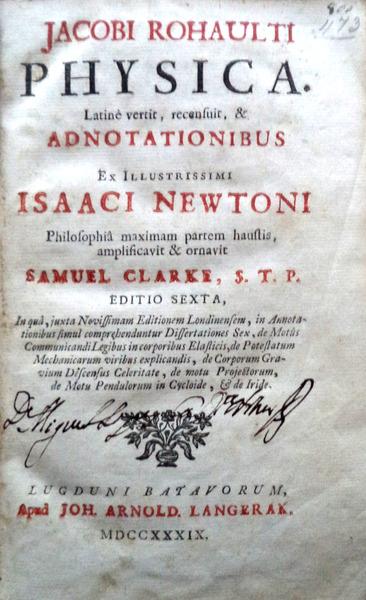 JACOBI ROHAULTI
PHYSICA.
Latinè vertit, recensuit, &
ADNOTATIONIBUS
Ex Illustrissimi
ISAACI NEWTONI
Philosophiâ maximam partem haustis,
amplificavit & ornavit
SAMUEL CLARKE, S. T. P.
EDITIO SEXTA,
In quâ, juxta Novissimam Editionem Londinensem, in Annota-
tionibus simul comprehenduntur Dissertationes Sex, de Motûs
Communicandi Legibus in corporibus Elasticis, de Potestatum
Mechanicarum viribus explicandis, de Corporum Gra-
vium Descensus Celeritate, de motu Projectorum,
de Motu Pendulorum in Cycloide, & de Iride.
Dr. Miguel
LUGDUNI BATAVORUM,
Apud JOH. ARNOLD. LANGERAK.
MDCCXXXIX.